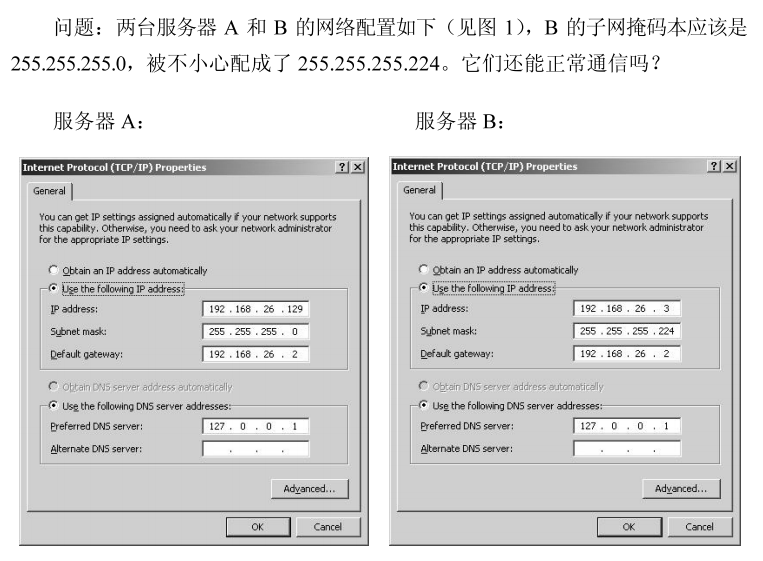 问题：两台服务器 A 和 B 的网络配置如下（见图 1），B 的子网掩码本应该是
255.255.255.0，被不小心配成了 255.255.255.224。它们还能正常通信吗？
服务器 A：
Internet Protocol (TCP/IP) Properties
General
You can get IP settings assigned automatically if your network supports
this capability. Otherwise, you need to ask your network administrator
for the appropriate IP settings.
Obtain an IP address automatically
Use the following IP address:
IP address: 192 . 168 . 26 . 129
Subnet mask: 255 . 255 . 255 . 0
Default gateway: 192 . 168 . 26 . 2
Obtain DNS server address automatically
Use the following DNS server addresses:
Preferred DNS server: 127 . 0 . 0 . 1
Alternate DNS server: . . .
Advanced...
OK Cancel
服务器 B：
Internet Protocol (TCP/IP) Properties
General
You can get IP settings assigned automatically if your network supports
this capability. Otherwise, you need to ask your network administrator
for the appropriate IP settings.
Obtain an IP address automatically
Use the following IP address:
IP address: 192 . 168 . 26 . 3
Subnet mask: 255 . 255 . 255 . 224
Default gateway: 192 . 168 . 26 . 2
Obtain DNS server address automatically
Use the following DNS server addresses:
Preferred DNS server: 127 . 0 . 0 . 1
Alternate DNS server: . . .
Advanced...
OK Cancel